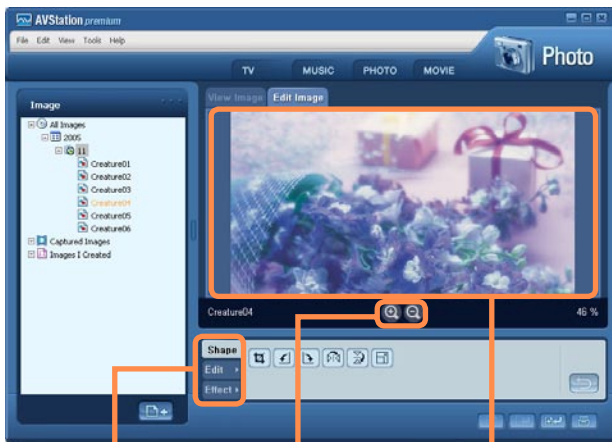 AVStation premium
File Edit View Tools Help
Photo
TV MUSIC PHOTO MOVIE
Image
View Image Edit Image
All Images
2005
11
Creature01
Creature02
Creature03
Creature04
Creature05
Creature06
Captured Images
Images I Created
Creature04
46 %
Shape
Edit
Effect